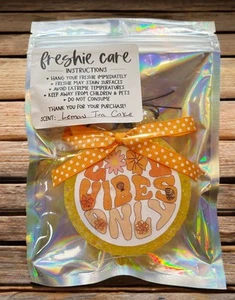 freshie care
INSTRUCTIONS
• HANG YOUR FRESHIE IMMEDIATELY
• FRESHIE MAY STAIN SURFACES
• AVOID EXTREME TEMPERATURES
• KEEP AWAY FROM CHILDREN & PETS
• DO NOT CONSUME
THANK YOU FOR YOUR PURCHASE!
SCENT: Lemon Tea Cake
VIBES
ONLY